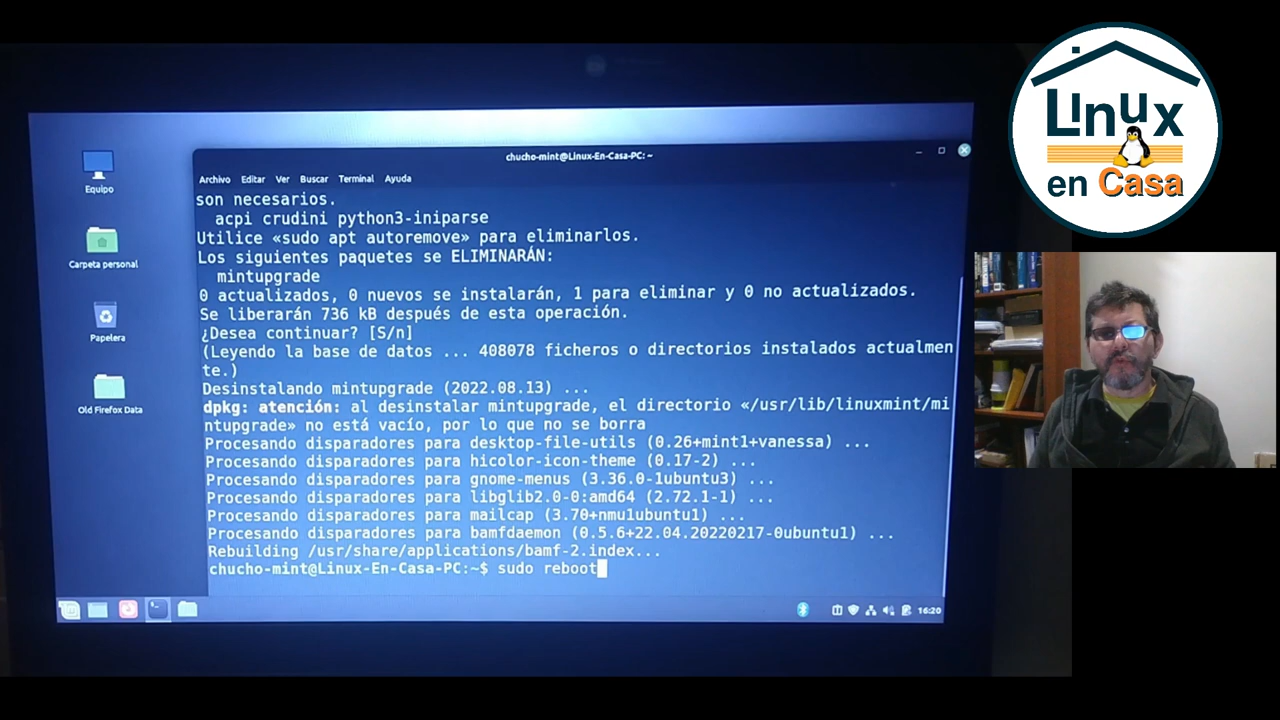 Linux
en Casa
chucho-mint@Linux-En-Casa-PC: ~
Equipo
Carpeta personal
Papelera
Old Firefox Data
Archivo Editar Ver Buscar Terminal Ayuda
son necesarios.
acpi crudini python3-iniparse
Utilice «sudo apt autoremove» para eliminarlos.
Los siguientes paquetes se ELIMINARÁN:
mintupgrade
0 actualizados, 0 nuevos se instalarán, 1 para eliminar y 0 no actualizados.
Se liberarán 736 kB después de esta operación.
¿Desea continuar? [S/n]
(Leyendo la base de datos ... 408078 ficheros o directorios instalados actualmen
te.)
Desinstalando mintupgrade (2022.08.13) ...
dpkg: atención: al desinstalar mintupgrade, el directorio «/usr/lib/linuxmint/mi
ntupgrade» no está vacío, por lo que no se borra
Procesando disparadores para desktop-file-utils (0.26+mint1+vanessa) ...
Procesando disparadores para hicolor-icon-theme (0.17-2) ...
Procesando disparadores para gnome-menus (3.36.0-1ubuntu3) ...
Procesando disparadores para libglib2.0-0:amd64 (2.72.1-1) ...
Procesando disparadores para mailcap (3.70+nmu1ubuntu1) ...
Procesando disparadores para bamfdaemon (0.5.6+22.04.20220217-0ubuntu1) ...
Rebuilding /usr/share/applications/bamf-2.index...
chucho-mint@Linux-En-Casa-PC:~$ sudo reboot
16:20